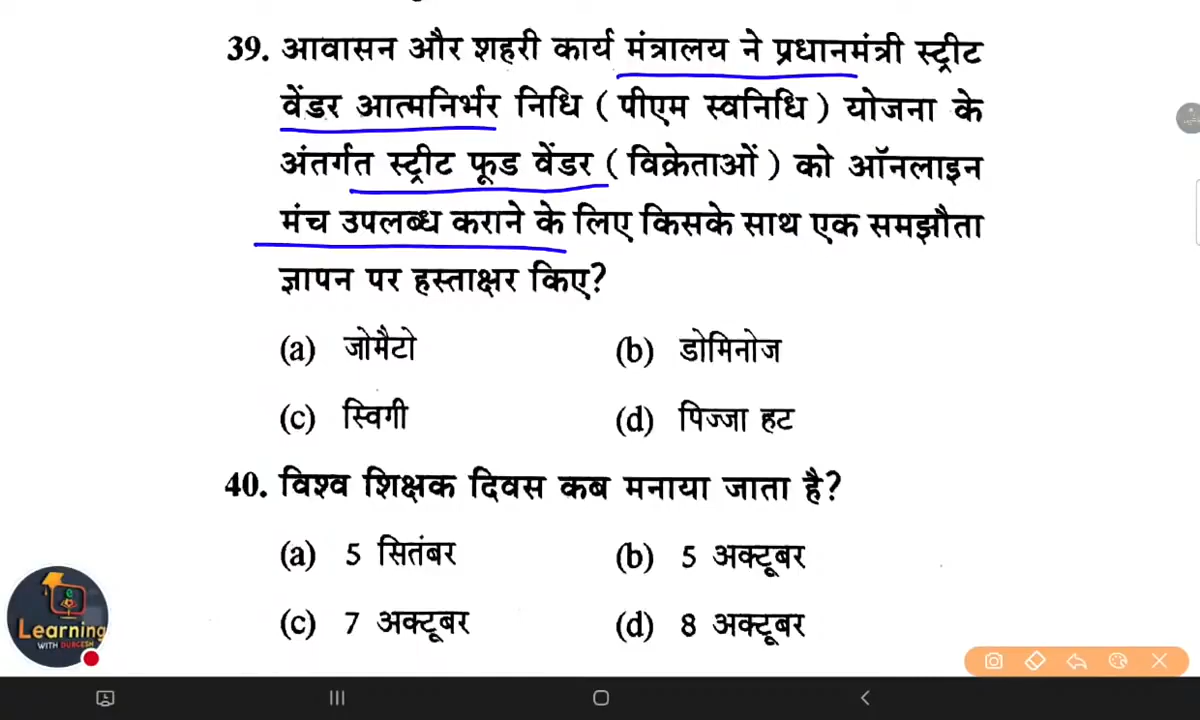 39. आवासन और शहरी कार्य मंत्रालय ने प्रधानमंत्री स्ट्रीट
वेंडर आत्मनिर्भर निधि (पीएम स्वनिधि) योजना के
अंतर्गत स्ट्रीट फूड वेंडर (विक्रेताओं) को ऑनलाइन
मंच उपलब्ध कराने के लिए किसके साथ एक समझौता
ज्ञापन पर हस्ताक्षर किए?
(a) जोमैटो (b) डोमिनोज
(c) स्विगी (d) पिज्जा हट
40. विश्व शिक्षक दिवस कब मनाया जाता है?
(a) 5 सितंबर (b) 5 अक्टूबर
(c) 7 अक्टूबर (d) 8 अक्टूबर
Learning
WITH DURGESH